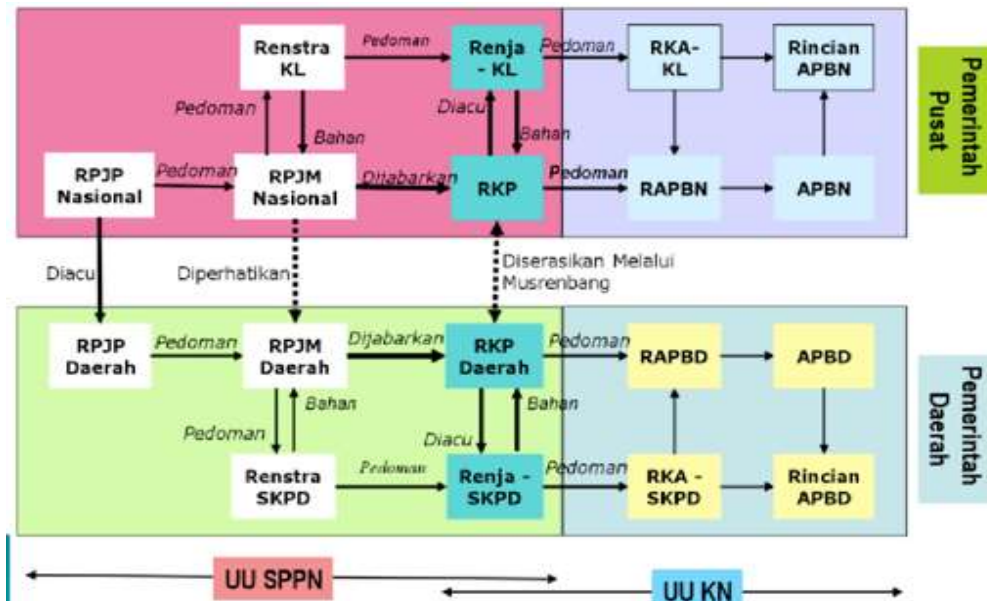 Renstra
KL
Pedoman
Renja
- KL
Pedoman
RKA-
KL
Rincian
APBN
Pemerintah
Pusat
Pedoman
Bahan
Diacu
Bahan
RPJP
Nasional
Pedoman
RPJM
Nasional
Dijabarkan
RKP
Pedoman
RAPBN
APBN
Diacu
Diperhatikan
Diserasikan Melalui
Musrenbang
RPJP
Daerah
Pedoman
RPJM
Daerah
Dijabarkan
RKP
Daerah
Pedoman
RAPBD
APBD
Pemerintah
Daerah
Pedoman
Bahan
Diacu
Bahan
Renstra
SKPD
Pedoman
Renja -
SKPD
Pedoman
RKA -
SKPD
Rincian
APBD
UU SPPN
UU KN